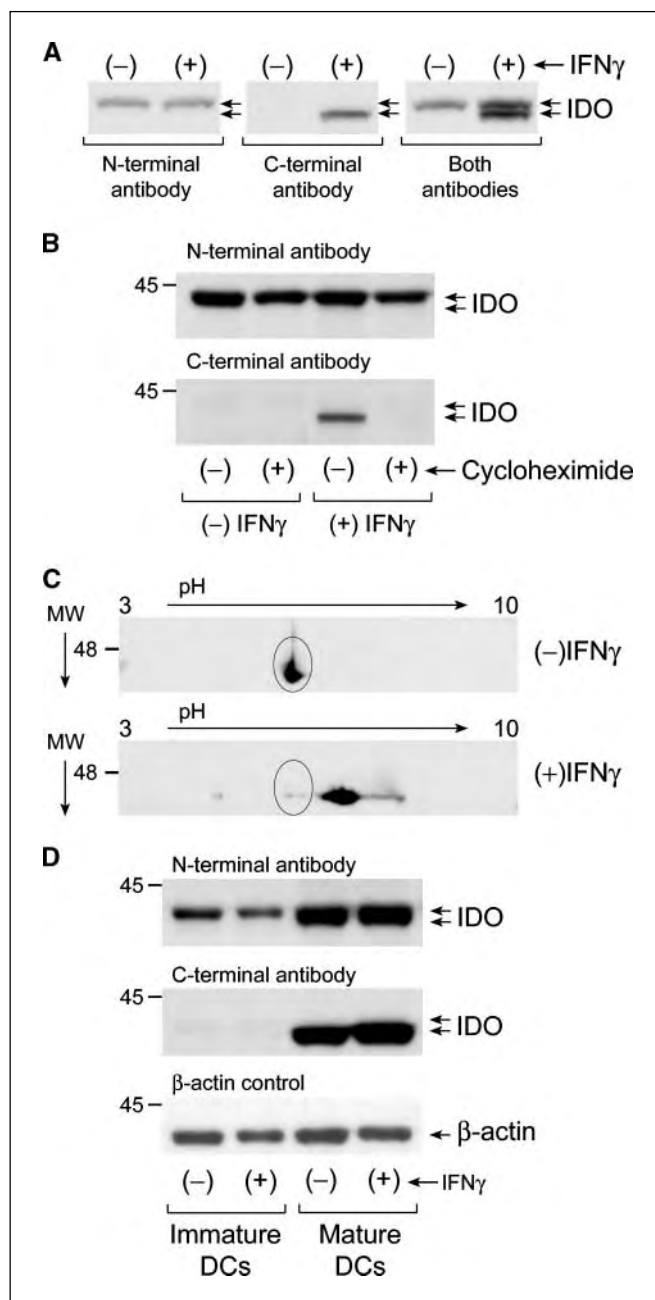 A
(–) (+) (–) (+) (–) (+) ← IFNγ
IDO
N-terminal antibody
C-terminal antibody
Both antibodies
B
N-terminal antibody
45
IDO
C-terminal antibody
45
IDO
(–) (+) (–) (+) ← Cycloheximide
(–) IFNγ (+) IFNγ
C
3 pH 10
MW
48
(–)IFNγ
3 pH 10
MW
48
(+)IFNγ
D
N-terminal antibody
45
IDO
C-terminal antibody
45
IDO
β-actin control
45
← β-actin
(–) (+) (–) (+) ← IFNγ
Immature DCs
Mature DCs